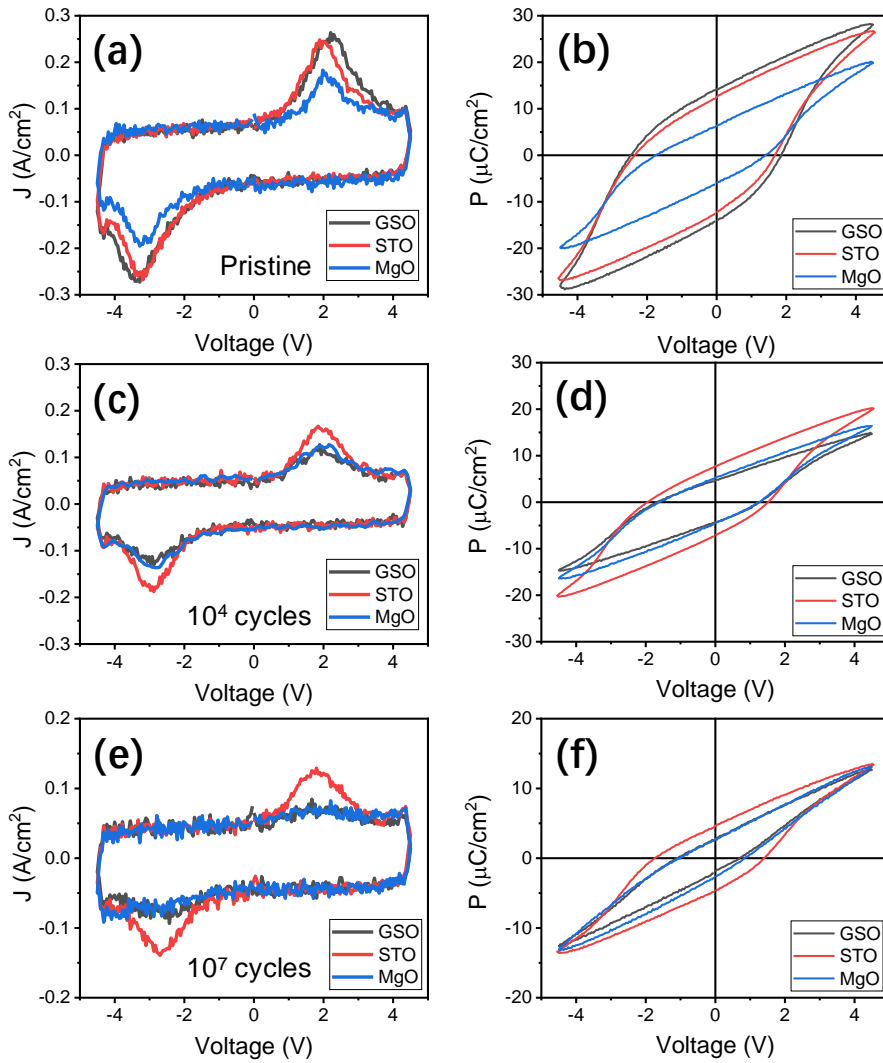 (a)
0.3
0.2
0.1
0.0
-0.1
-0.2
-0.3
J (A/cm²)
-4 -2 0 2 4
Voltage (V)
Pristine
GSO
STO
MgO
(b)
30
20
10
0
-10
-20
-30
P (μC/cm²)
-4 -2 0 2 4
Voltage (V)
GSO
STO
MgO
(c)
0.3
0.2
0.1
0.0
-0.1
-0.2
-0.3
J (A/cm²)
-4 -2 0 2 4
Voltage (V)
10⁴ cycles
GSO
STO
MgO
(d)
30
20
10
0
-10
-20
-30
P (μC/cm²)
-4 -2 0 2 4
Voltage (V)
GSO
STO
MgO
(e)
0.2
0.1
0.0
-0.1
-0.2
J (A/cm²)
-4 -2 0 2 4
Voltage (V)
10⁷ cycles
GSO
STO
MgO
(f)
20
10
0
-10
-20
P (μC/cm²)
-4 -2 0 2 4
Voltage (V)
GSO
STO
MgO